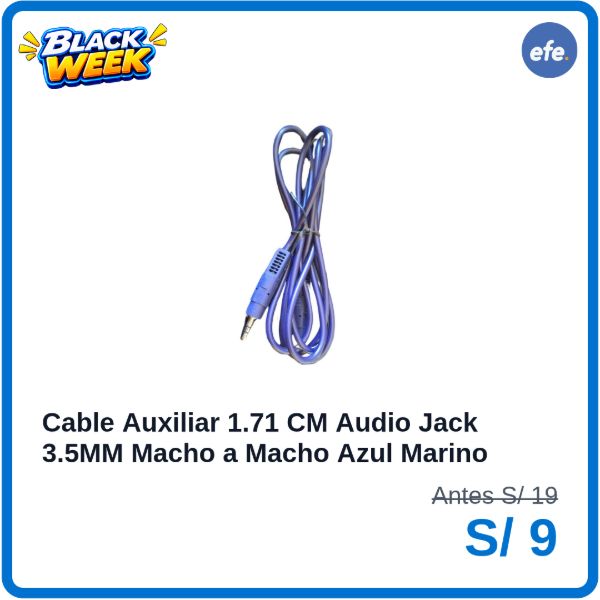 BLACK
WEEK
efe.
Cable Auxiliar 1.71 CM Audio Jack
3.5MM Macho a Macho Azul Marino
Antes S/ 19
S/ 9